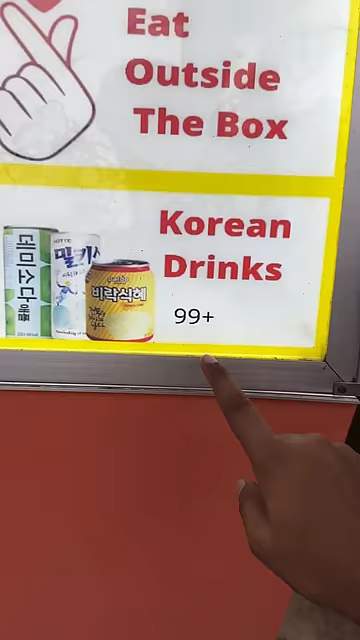 Eat
Outside
The Box
Korean
Drinks
99+
데미소다
밀키스
비락식혜